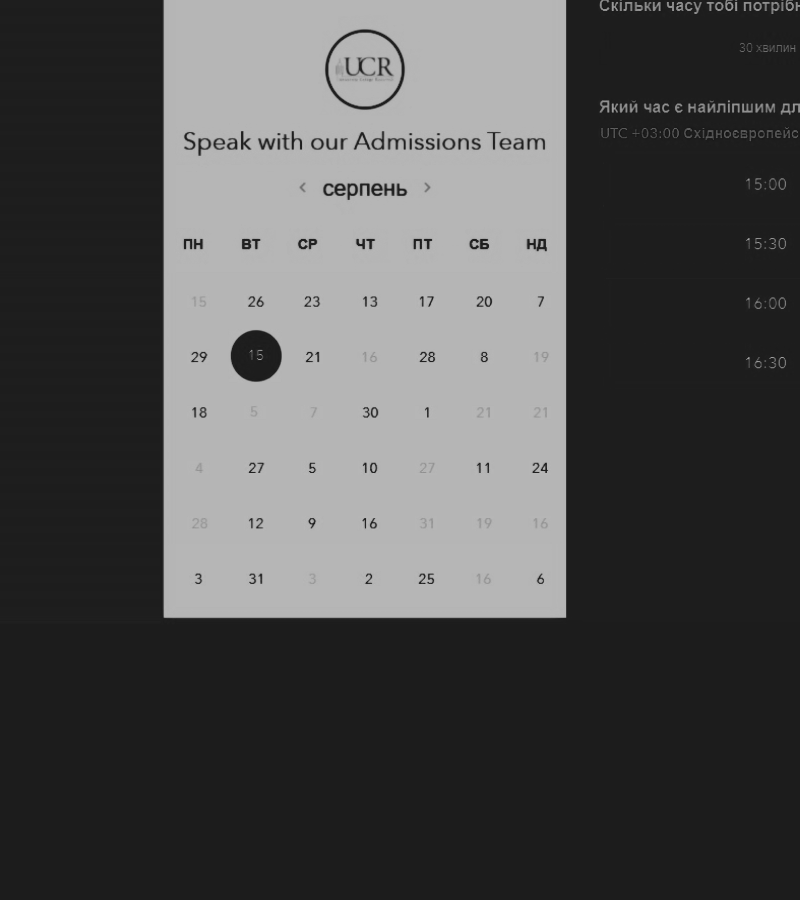 UCR
Speak with our Admissions Team
серпень
ПН ВТ СР ЧТ ПТ СБ НД
15 26 23 13 17 20 7
29 15 21 16 28 8 19
18 5 7 30 1 21 21
4 27 5 10 27 11 24
28 12 9 16 31 19 16
3 31 3 2 25 16 6
Скільки часу тобі потрібн
30 хвилин
Який час є найліпшим дл
UTC +03:00 Східноєвропейс
15:00
15:30
16:00
16:30